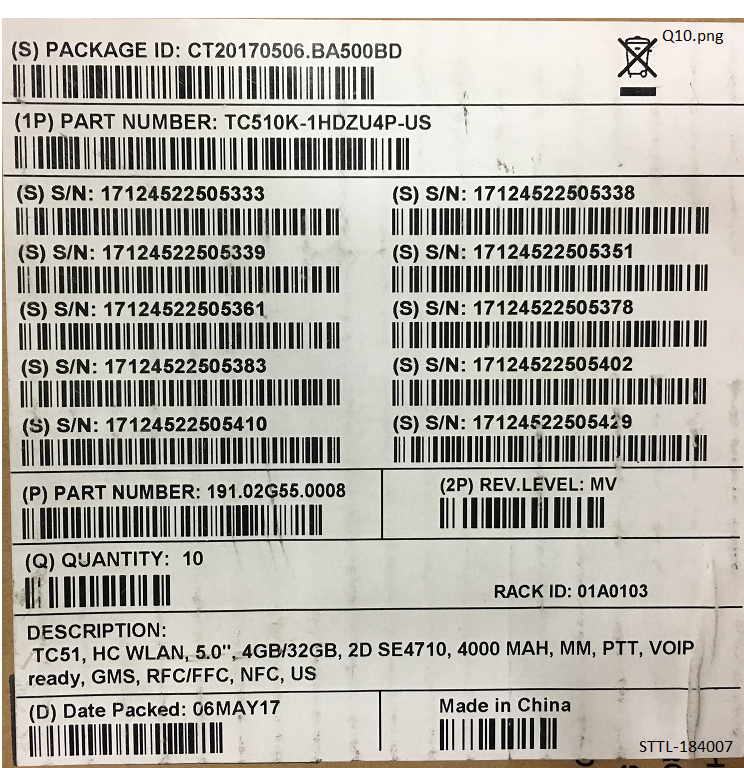 Q10.png
(S) PACKAGE ID: CT20170506.BA500BD
(1P) PART NUMBER: TC510K-1HDZU4P-US
(S) S/N: 17124522505333
(S) S/N: 17124522505338
(S) S/N: 17124522505339
(S) S/N: 17124522505351
(S) S/N: 17124522505361
(S) S/N: 17124522505378
(S) S/N: 17124522505383
(S) S/N: 17124522505402
(S) S/N: 17124522505410
(S) S/N: 17124522505429
(P) PART NUMBER: 191.02G55.0008
(2P) REV.LEVEL: MV
(Q) QUANTITY: 10
RACK ID: 01A0103
DESCRIPTION:
TC51, HC WLAN, 5.0", 4GB/32GB, 2D SE4710, 4000 MAH, MM, PTT, VOIP
ready, GMS, RFC/FFC, NFC, US
(D) Date Packed: 06MAY17
Made in China
STTL-184007